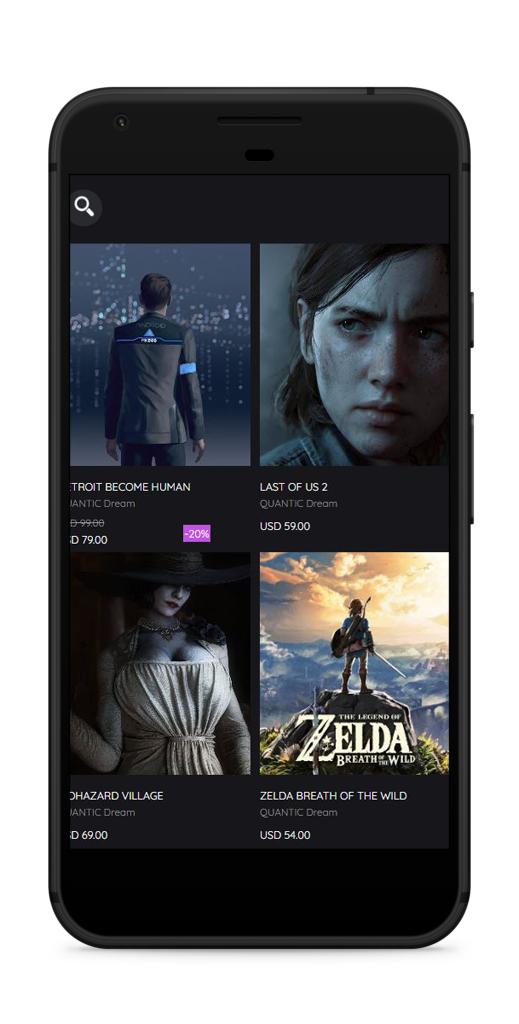 ANDROID
TROIT BECOME HUMAN
LAST OF US 2
ANTIC Dream
QUANTIC Dream
D 99.00
USD 59.00
-20%
D 79.00
THE LEGEND OF
ZELDA
BREATH OF THE WILD
OHAZARD VILLAGE
ZELDA BREATH OF THE WILD
ANTIC Dream
QUANTIC Dream
D 69.00
USD 54.00